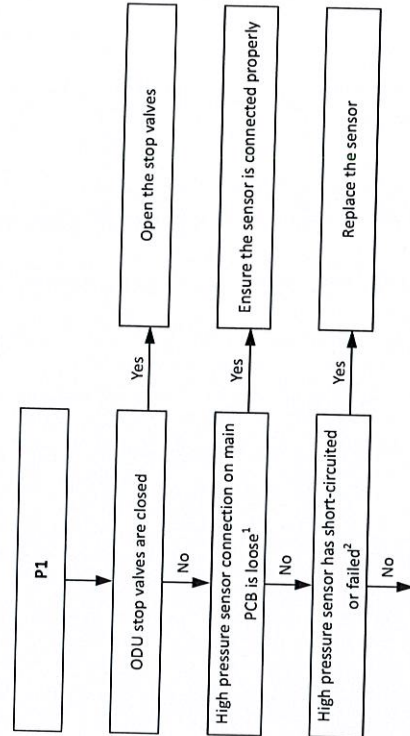 P1
ODU stop valves are closed
Yes
Open the stop valves
No
High pressure sensor connection on main
PCB is loose¹
Yes
Ensure the sensor is connected properly
No
High pressure sensor has short-circuited
or failed²
Yes
Replace the sensor
No